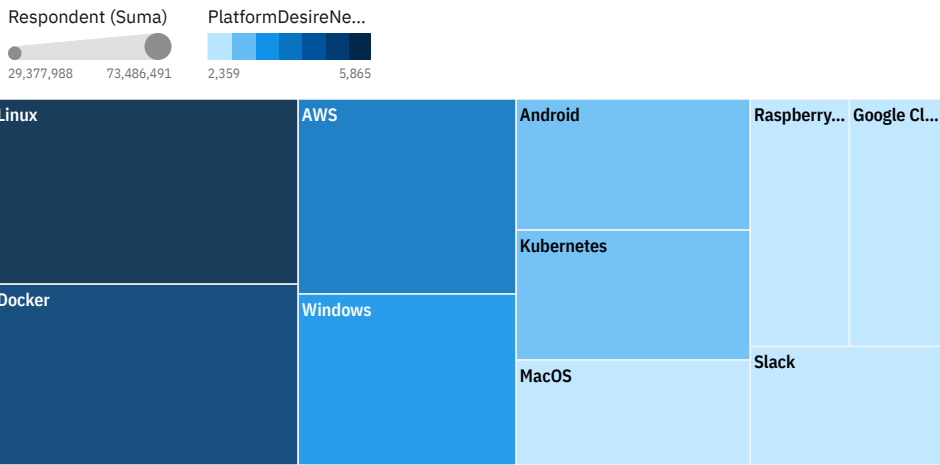 Respondent (Suma)
PlatformDesireNe...
29,377,988
73,486,491
2,359
5,865
Linux
AWS
Android
Raspberry...
Google Cl...
Kubernetes
Docker
Windows
Slack
MacOS